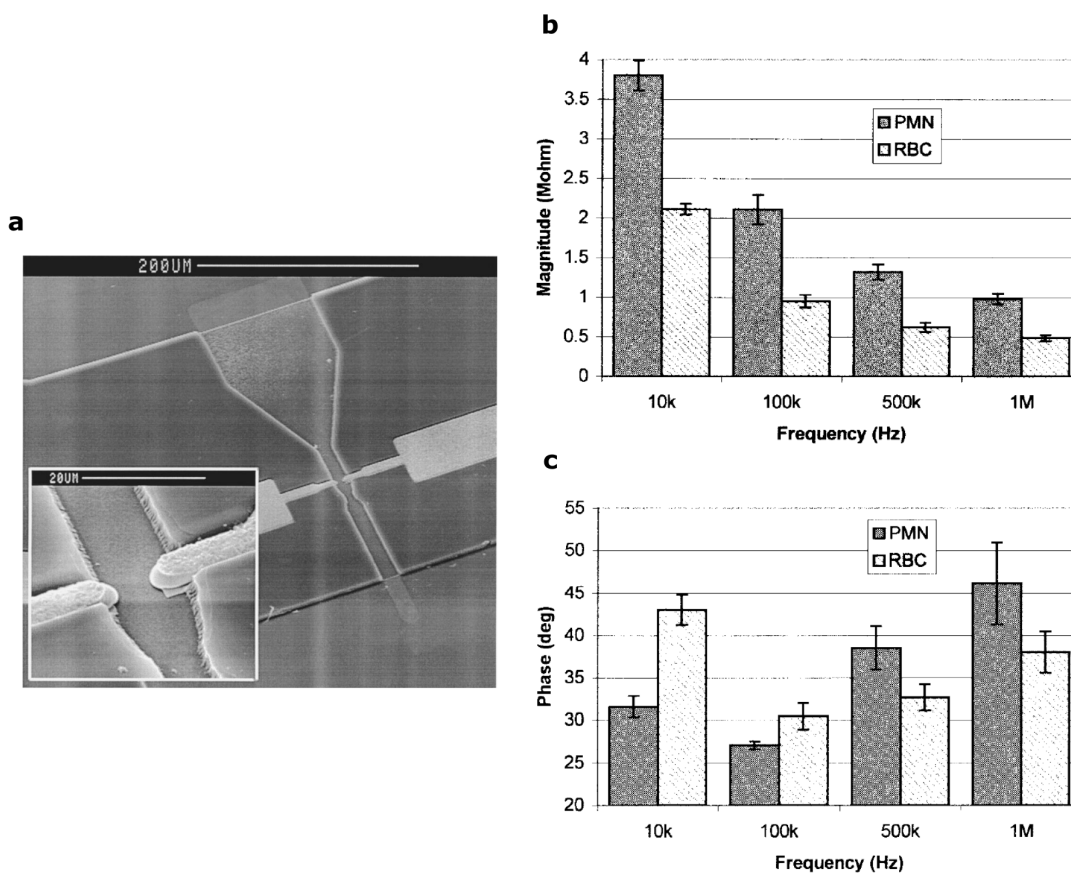 a
200UM
20UM
b
4
3.5
3
2.5
2
1.5
1
0.5
0
Magnitude (Mohm)
PMN
RBC
10k 100k 500k 1M
Frequency (Hz)
c
55
50
45
40
35
30
25
20
Phase (deg)
PMN
RBC
10k 100k 500k 1M
Frequency (Hz)